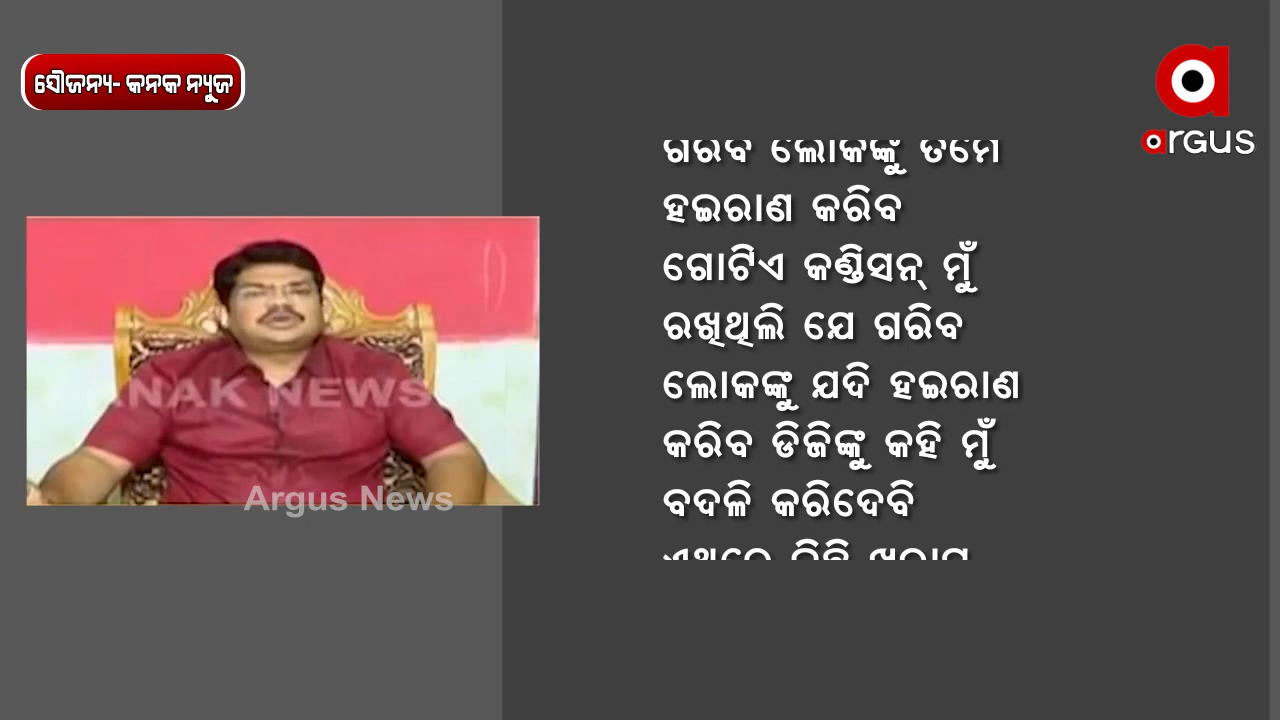 ସୌଜନ୍ୟ- କନକ ନ୍ୟୁଜ
argus
ଗରିବ ଲୋକଙ୍କୁ ତମେ
ହଇରାଣ କରିବ
ଗୋଟିଏ କଣ୍ଡିସନ୍ ମୁଁ
ରଖିଥିଲି ଯେ ଗରିବ
ଲୋକଙ୍କୁ ଯଦି ହଇରାଣ
କରିବ ଡିଜିଙ୍କୁ କହି ମୁଁ
ବଦଳି କରିଦେବି
NAK NEWS
Argus News